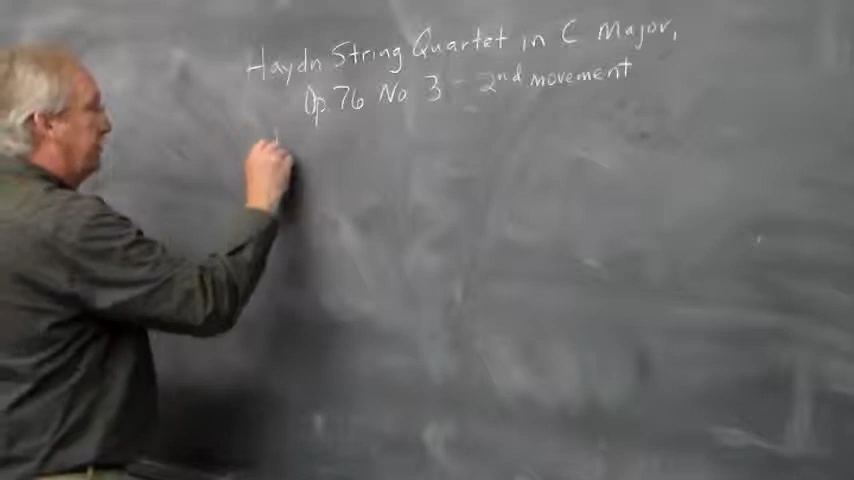 Haydn String Quartet in C Major,
Op. 76 No 3 - 2nd movement